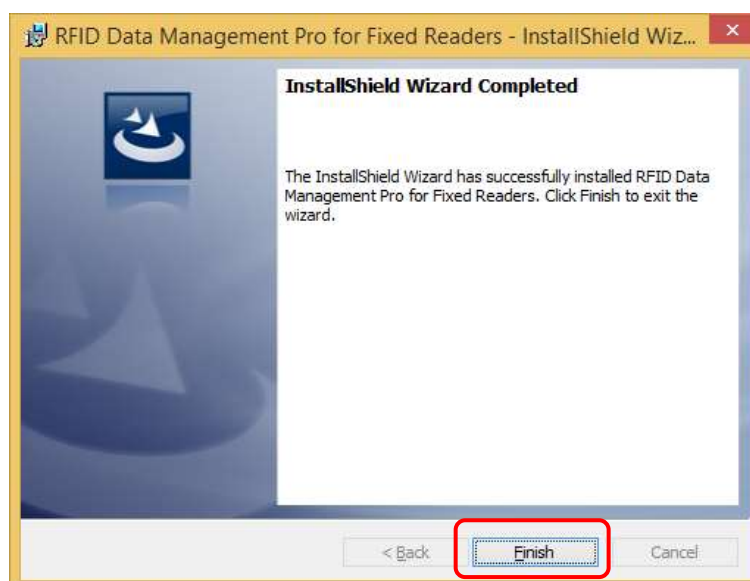 RFID Data Management Pro for Fixed Readers - InstallShield Wiz...
InstallShield Wizard Completed
The InstallShield Wizard has successfully installed RFID Data
Management Pro for Fixed Readers. Click Finish to exit the
wizard.
< Back
Finish
Cancel